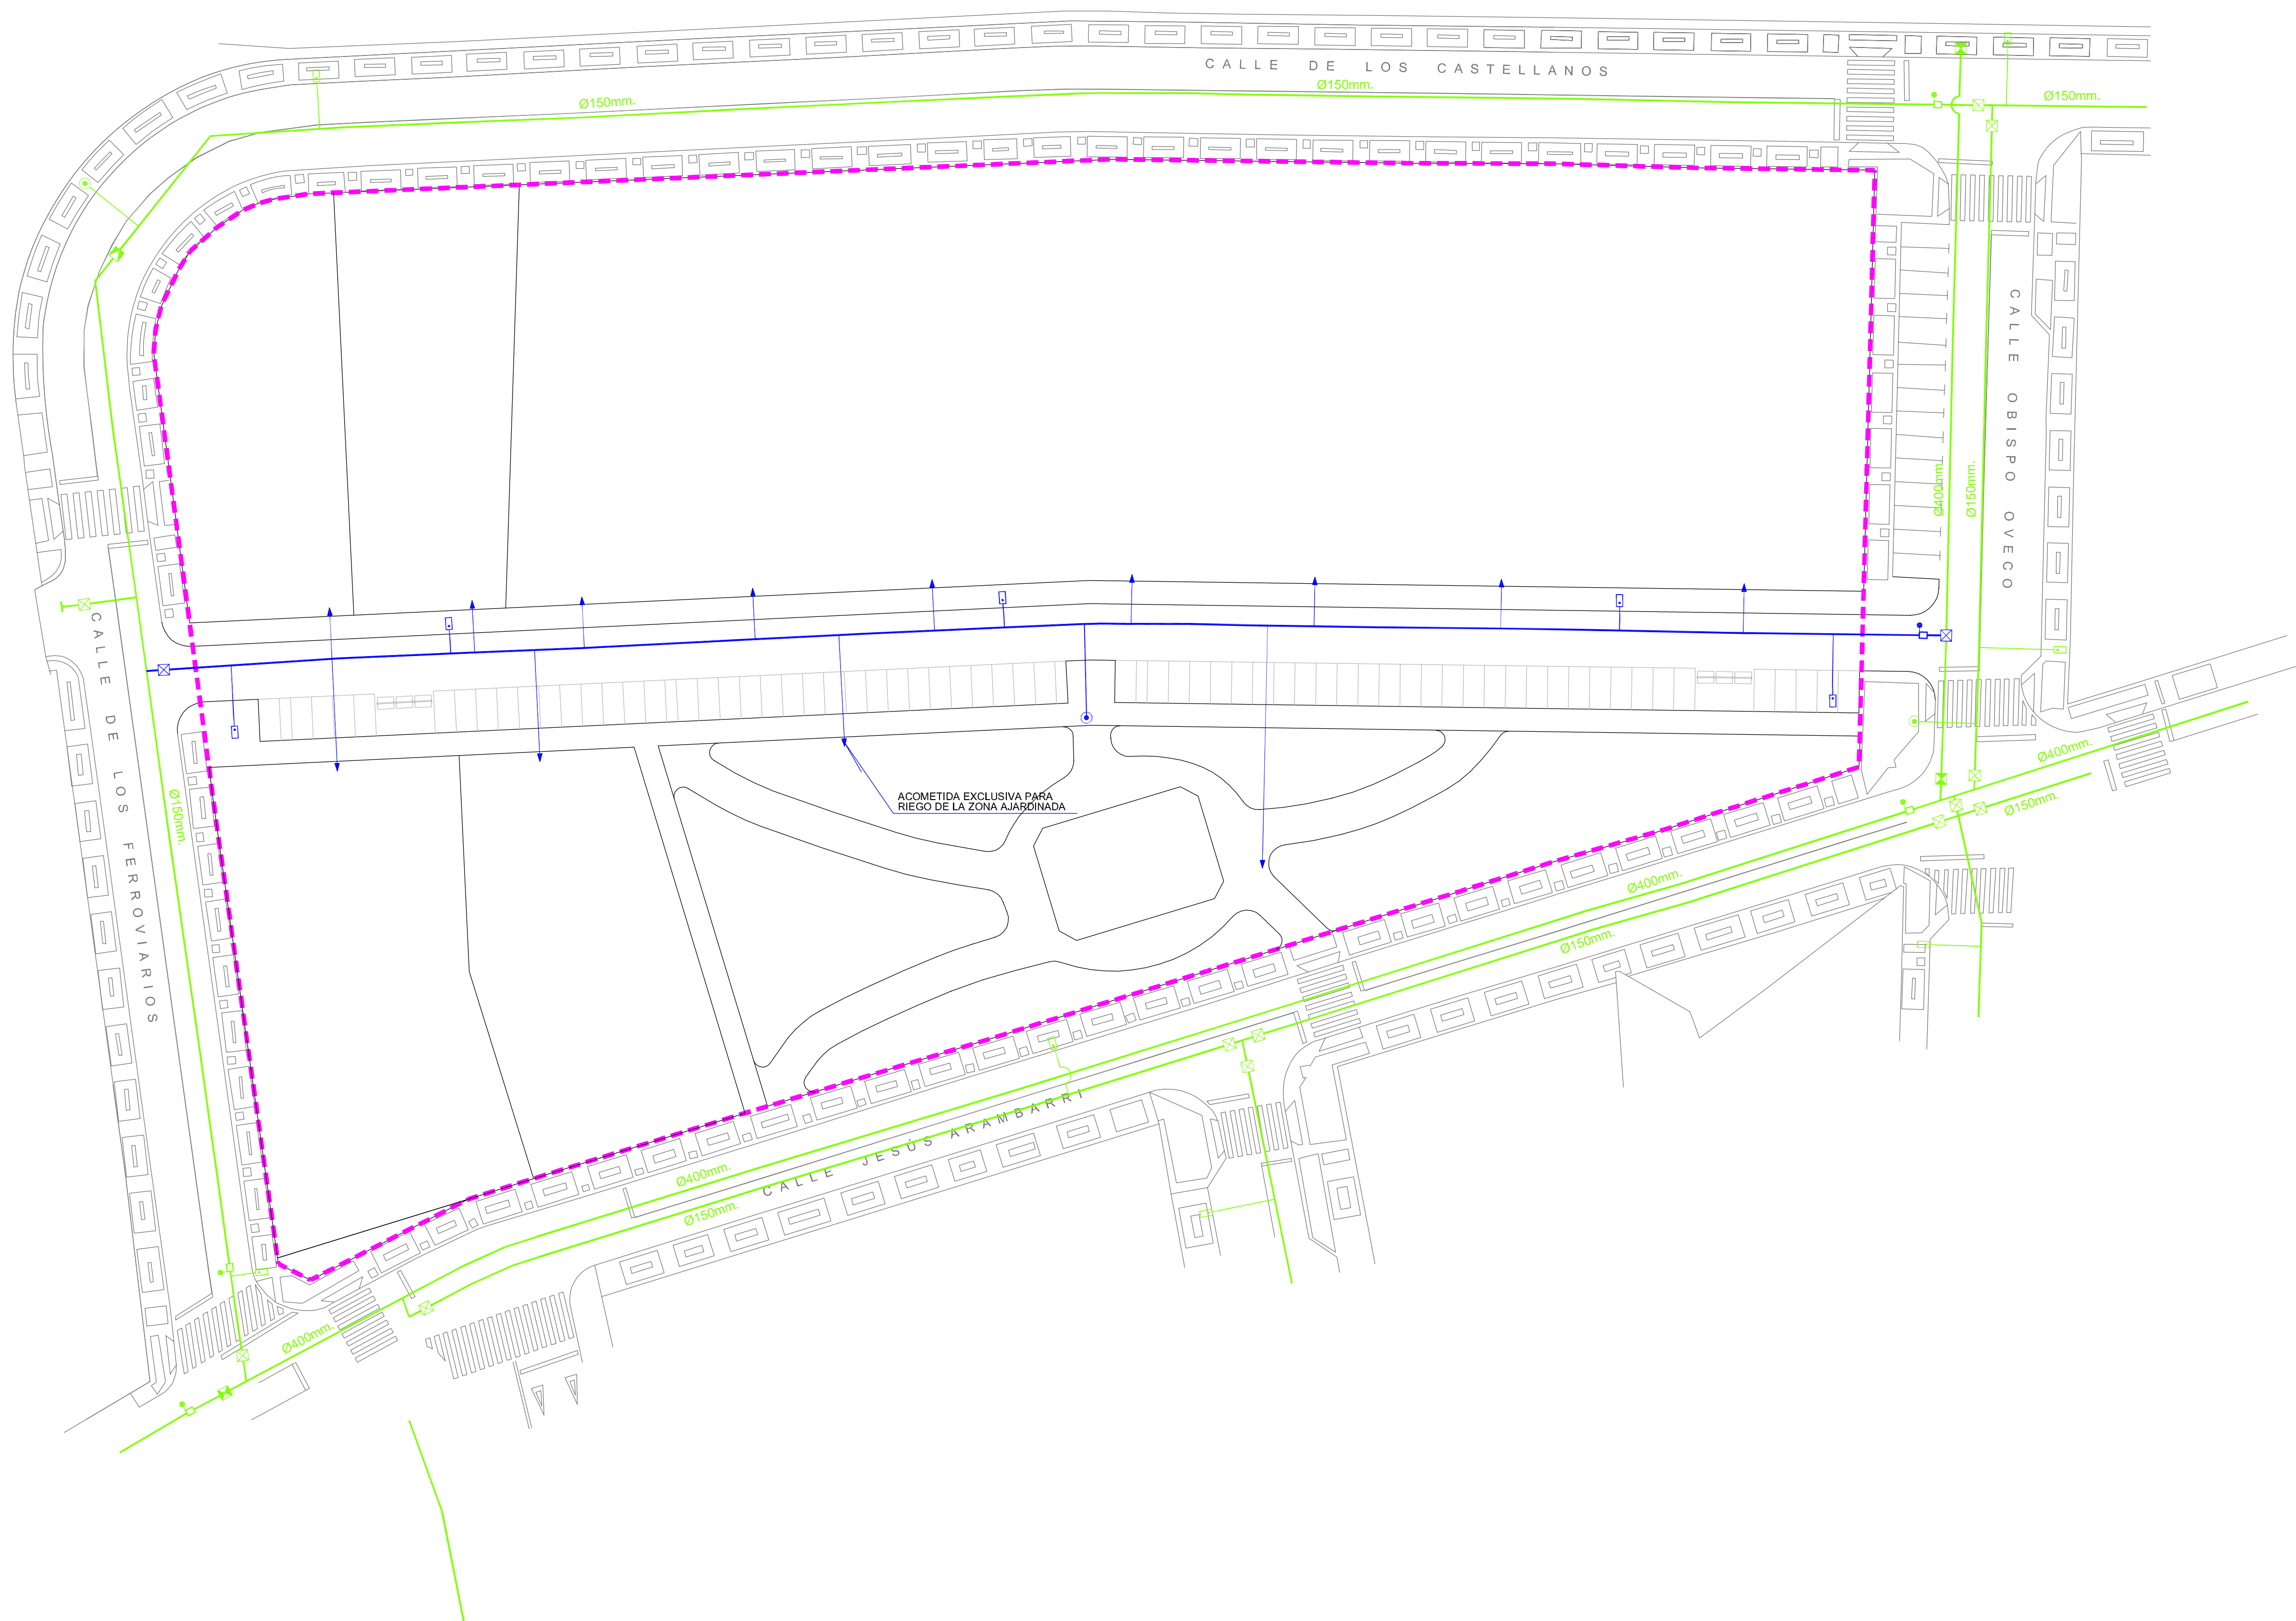 CALLE DE LOS CASTELLANOS
Ø150mm.
Ø150mm.
Ø150mm.
CALLE OBISPO OVECO
Ø400mm.
Ø150mm.
CALLE DE LOS FERROVIARIOS
Ø150mm.
ACOMETIDA EXCLUSIVA PARA
RIEGO DE LA ZONA AJARDINADA
Ø400mm.
Ø150mm.
Ø400mm.
Ø150mm.
CALLE JESÚS ARAMBARRI
Ø400mm.
Ø150mm.
Ø400mm.